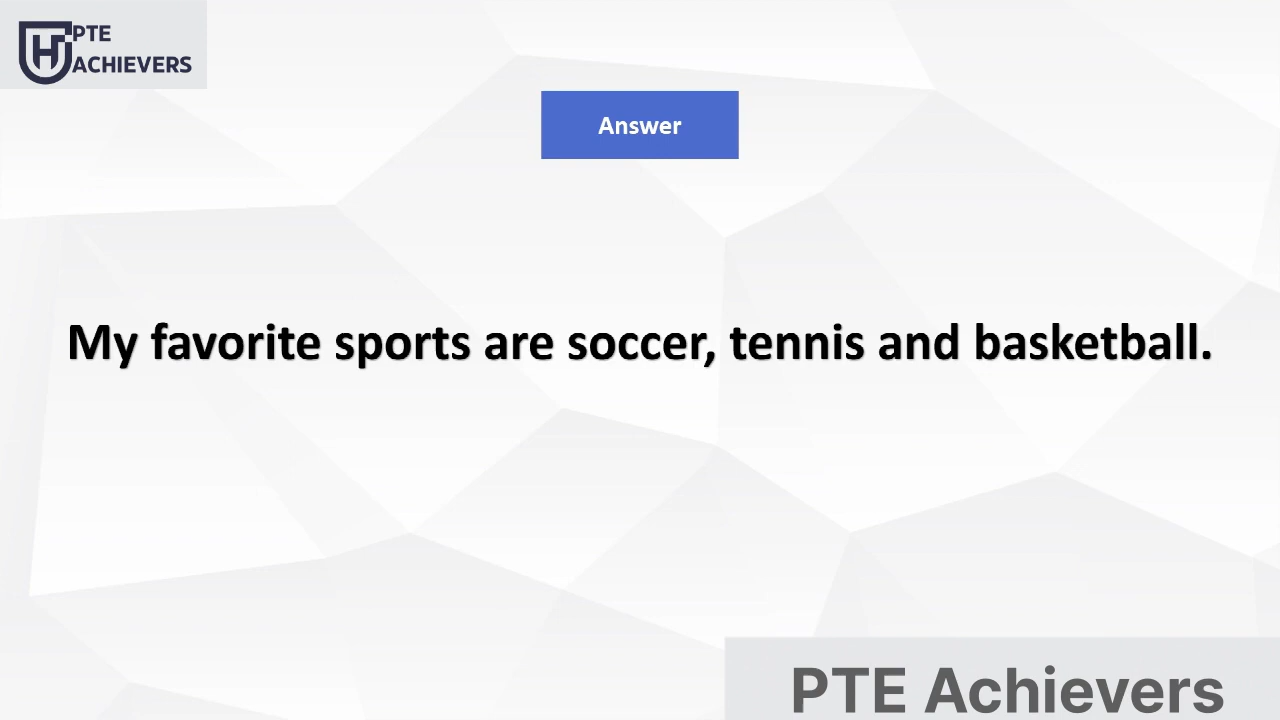 PTE
ACHIEVERS
Answer
My favorite sports are soccer, tennis and basketball.
PTE Achievers